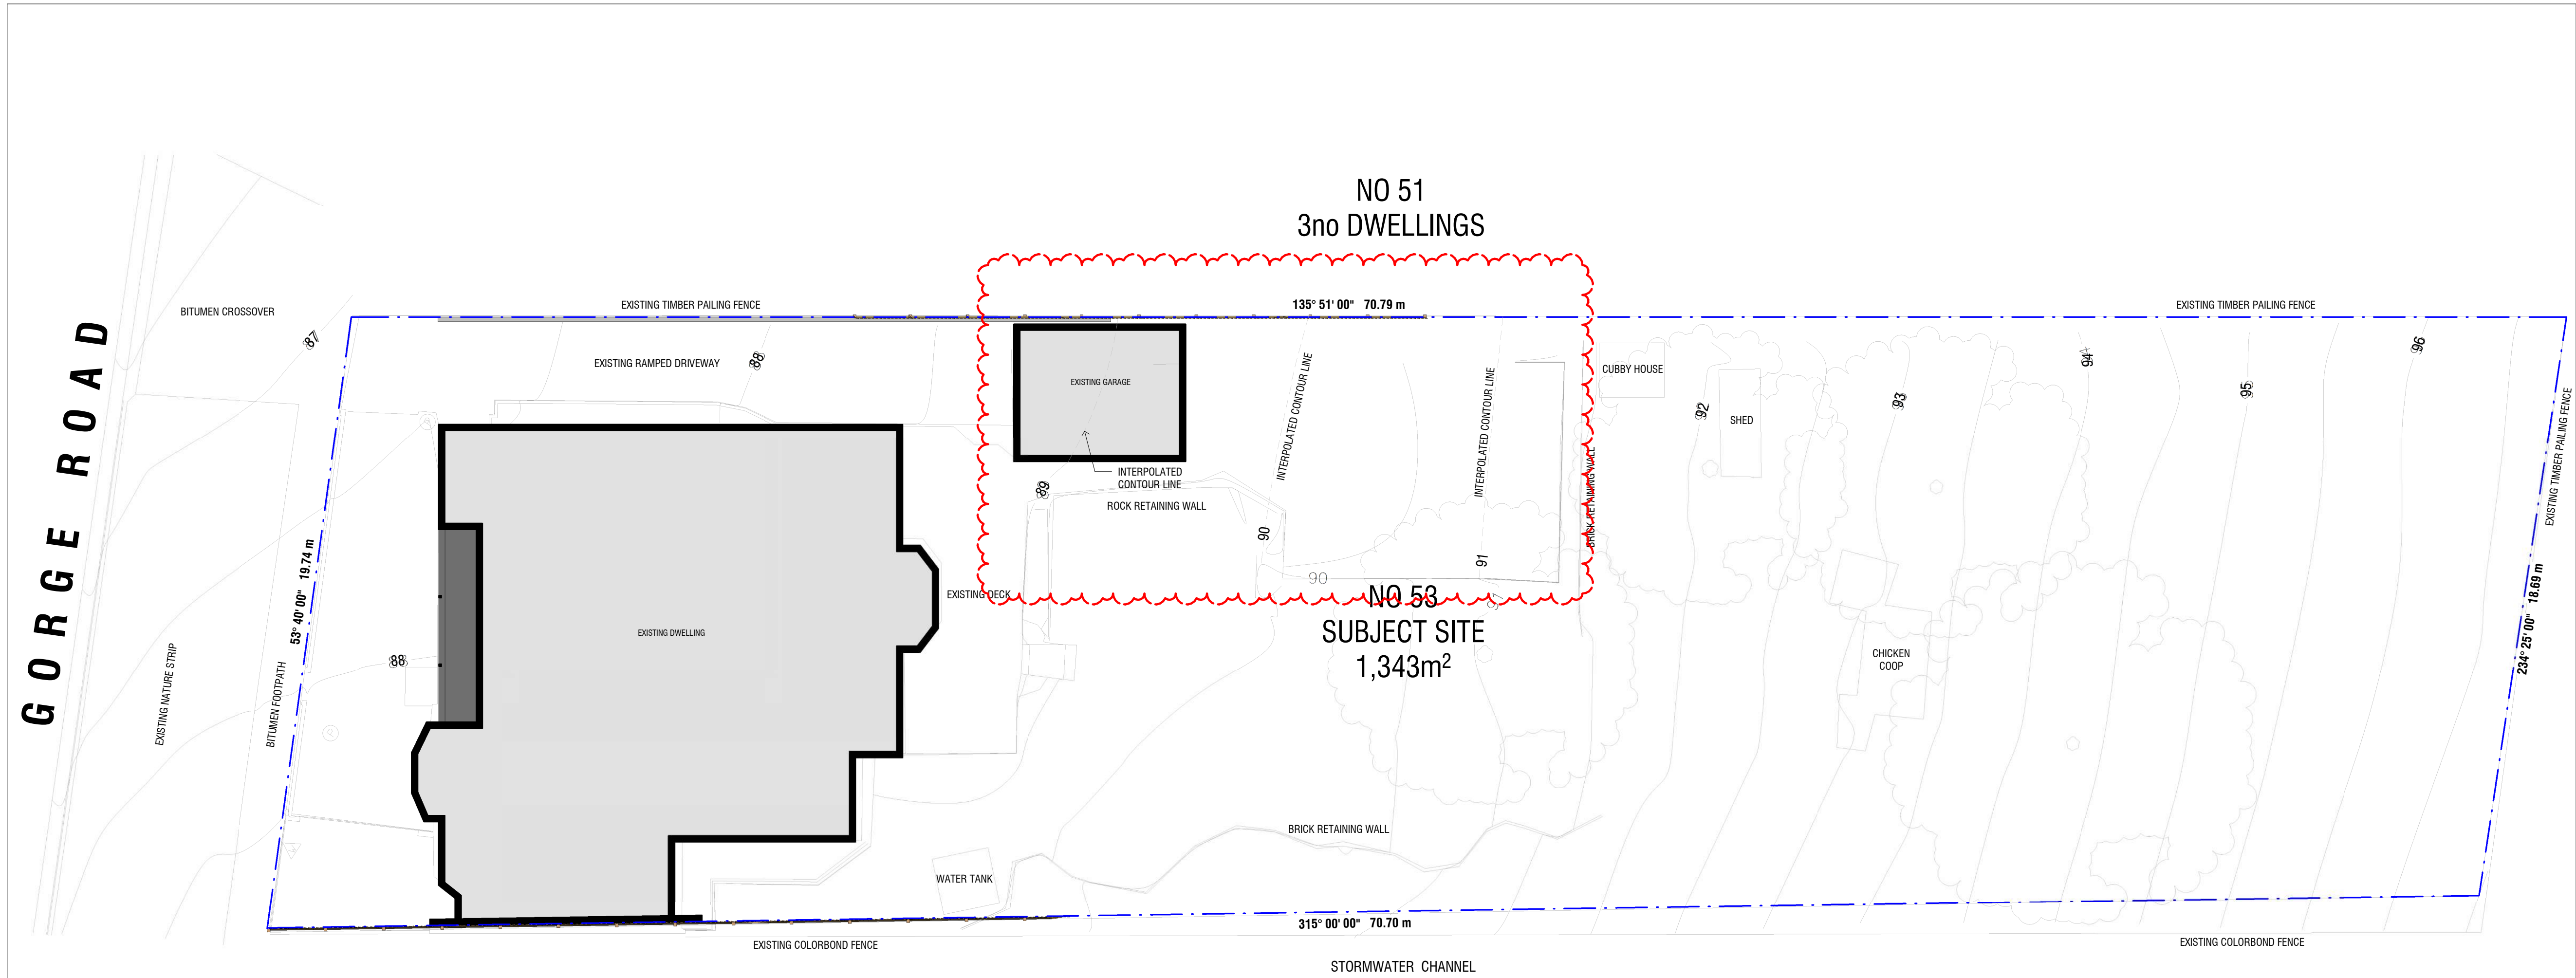 NO 51
3no DWELLINGS
BITUMEN CROSSOVER
EXISTING TIMBER PAILING FENCE
135° 51' 00" 70.79 m
EXISTING TIMBER PAILING FENCE
87
88
EXISTING RAMPED DRIVEWAY
EXISTING GARAGE
INTERPOLATED CONTOUR LINE
INTERPOLATED CONTOUR LINE
CUBBY HOUSE
92
SHED
93
94
95
96
EXISTING TIMBER PAILING FENCE
GORGE ROAD
INTERPOLATED
CONTOUR LINE
89
ROCK RETAINING WALL
90
91
BRICK RETAINING WALL
53° 40' 00" 19.74 m
EXISTING DECK
90
91
NO 53
SUBJECT SITE
1,343m²
EXISTING DWELLING
88
EXISTING NATURE STRIP
BITUMEN FOOTPATH
CHICKEN
COOP
234° 25' 00" 18.69 m
BRICK RETAINING WALL
WATER TANK
315° 00' 00" 70.70 m
EXISTING COLORBOND FENCE
EXISTING COLORBOND FENCE
STORMWATER CHANNEL